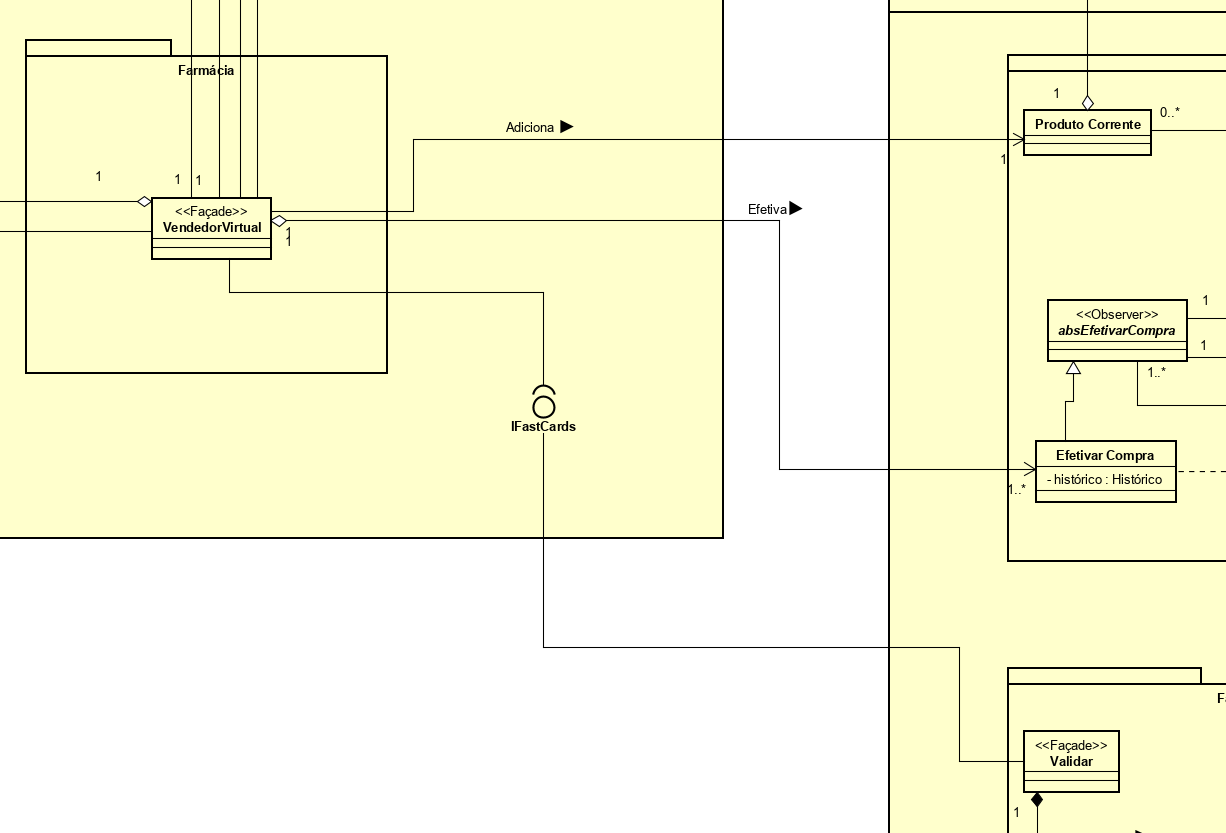 Farmácia
1
Produto Corrente
0..*
Adiciona
1
1
1
1
<<Façade>>
VendedorVirtual
Efetiva
1
1
1
<<Observer>>
absEfetivarCompra
1
1..*
IFastCards
Efetivar Compra
- histórico : Histórico
1..*
<<Façade>>
Validar
1